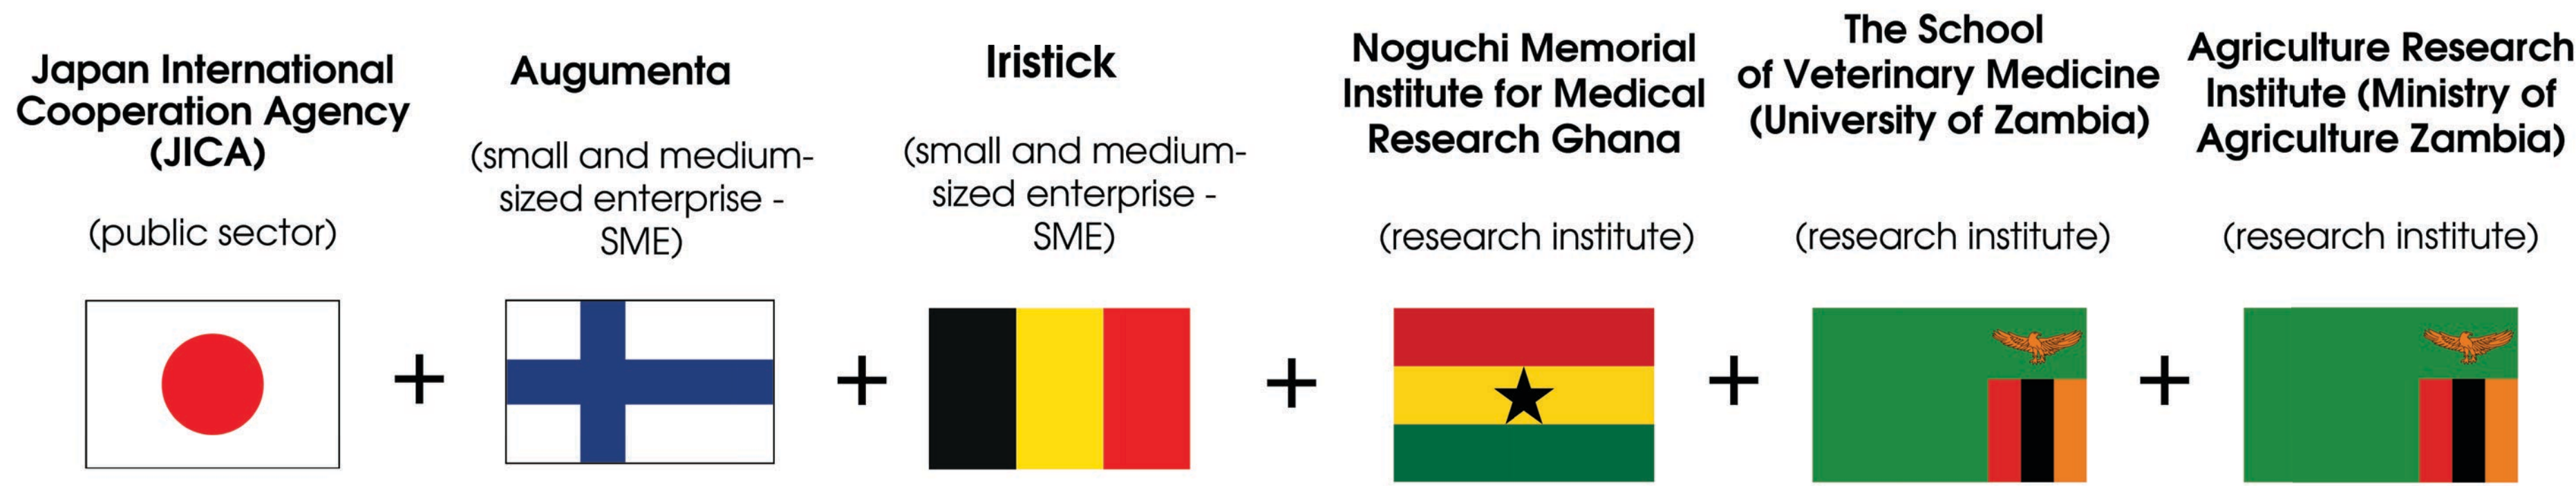 Japan International
Cooperation Agency
(JICA)
(public sector)
Augumenta
(small and medium-
sized enterprise -
SME)
Iristick
(small and medium-
sized enterprise -
SME)
Noguchi Memorial
Institute for Medical
Research Ghana
(research institute)
The School
of Veterinary Medicine
(University of Zambia)
(research institute)
Agriculture Research
Institute (Ministry of
Agriculture Zambia)
(research institute)
+ + + + +